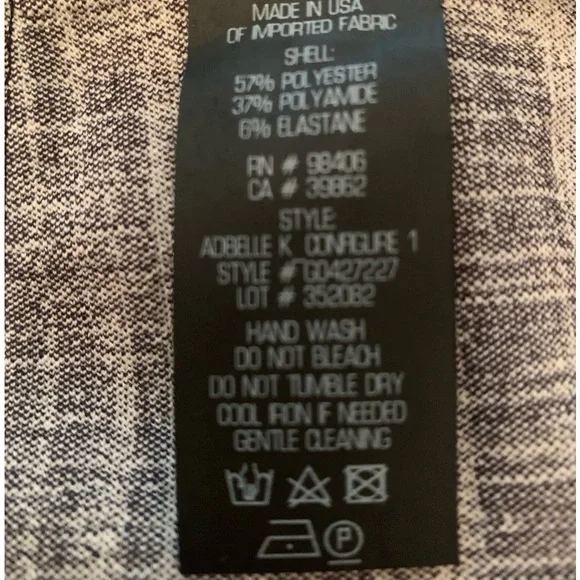 MADE IN USA
OF IMPORTED FABRIC
SHELL:
57% POLYESTER
37% POLYAMIDE
6% ELASTANE
RN # 98406
CA # 39862
STYLE:
ADBELLE K CONFIGURE 1
STYLE # GD427227
LOT # 352082
HAND WASH
DO NOT BLEACH
DO NOT TUMBLE DRY
COOL IRON IF NEEDED
GENTLE CLEANING
P